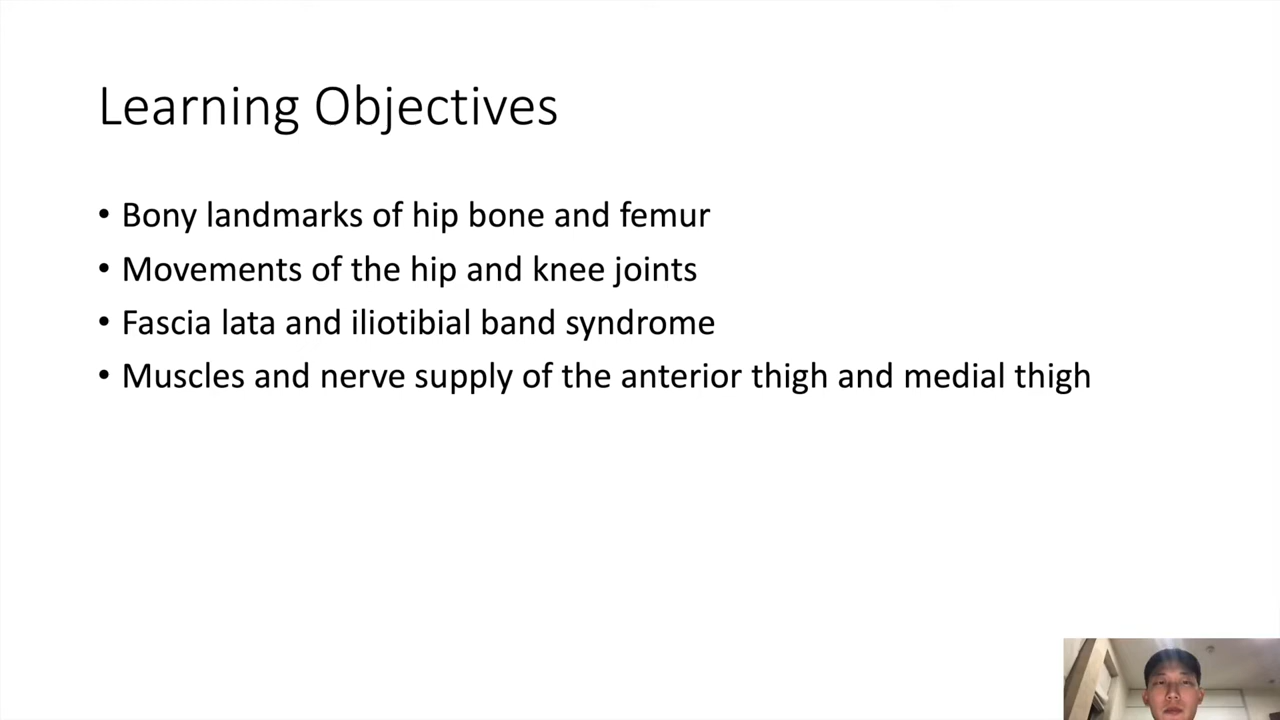 Learning Objectives
• Bony landmarks of hip bone and femur
• Movements of the hip and knee joints
• Fascia lata and iliotibial band syndrome
• Muscles and nerve supply of the anterior thigh and medial thigh